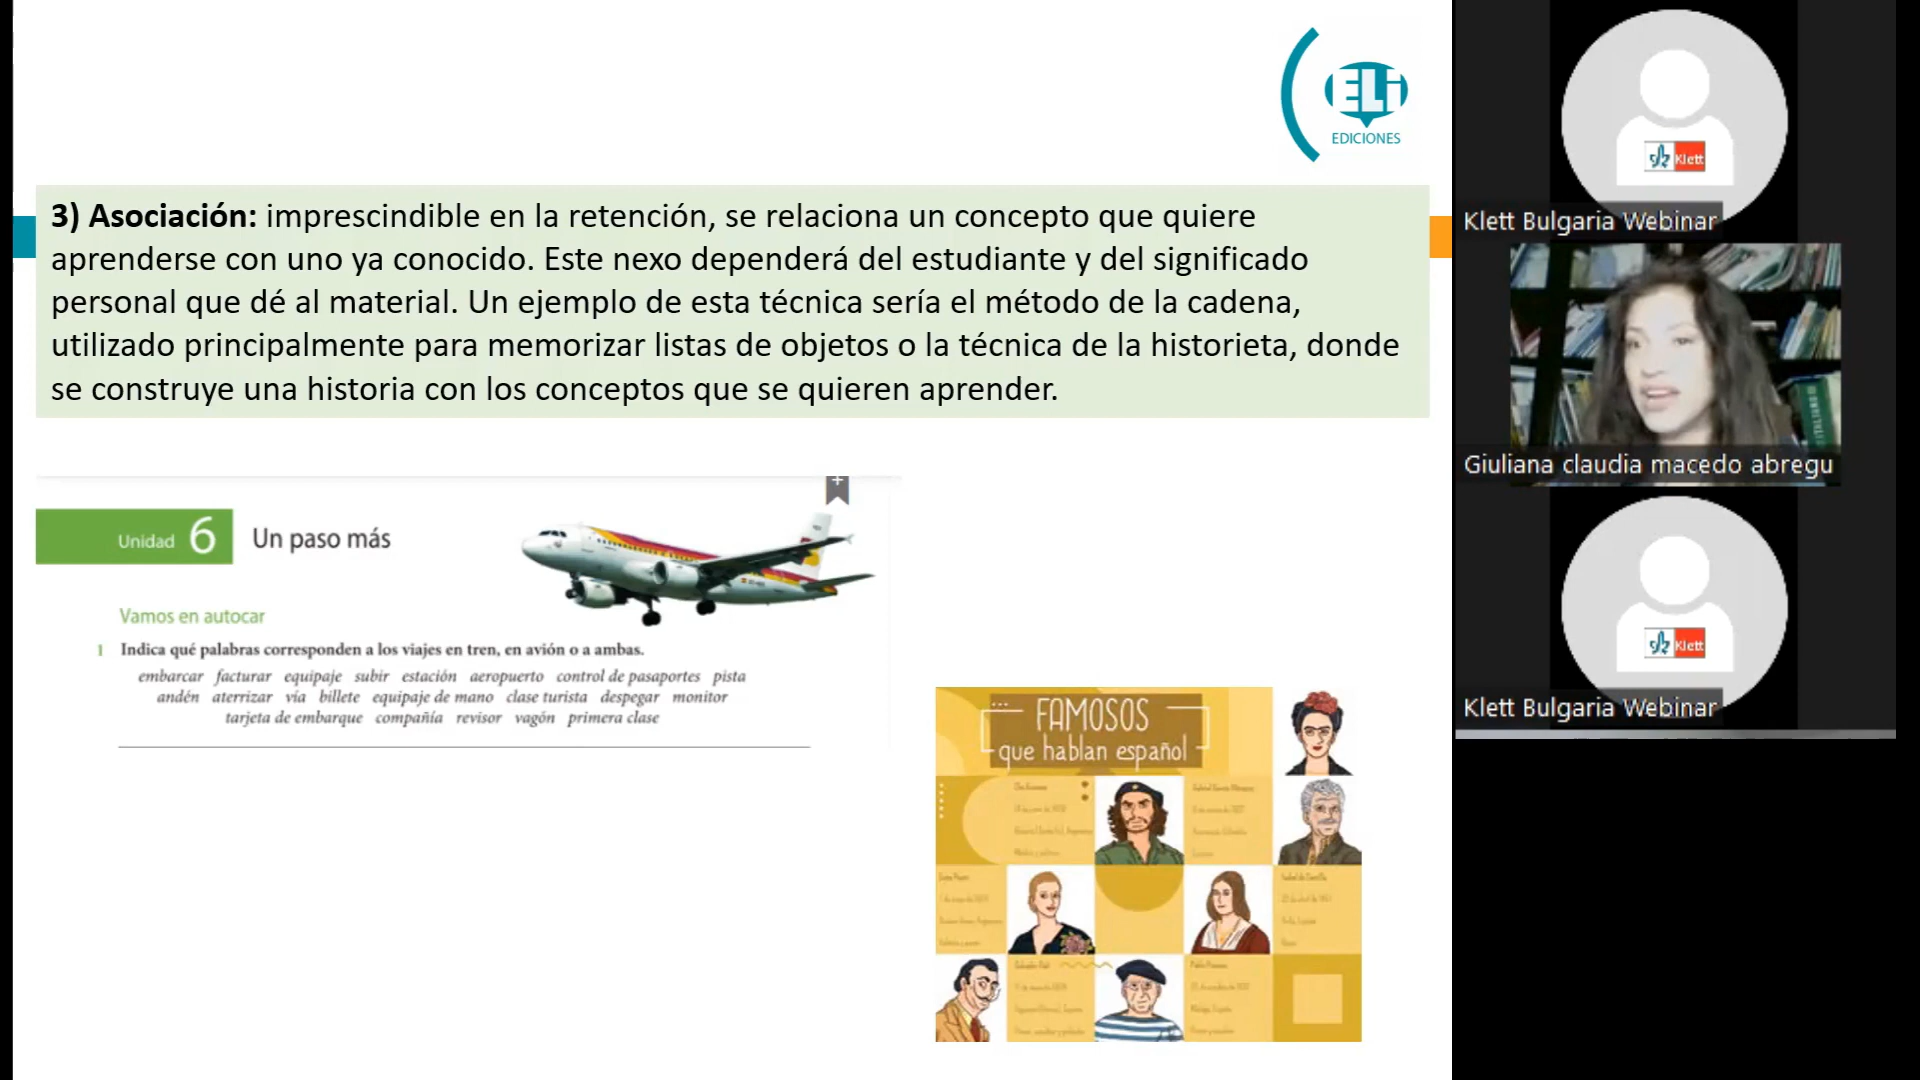 ELi
EDICIONES
3) Asociación: imprescindible en la retención, se relaciona un concepto que quiere
aprenderse con uno ya conocido. Este nexo dependerá del estudiante y del significado
personal que dé al material. Un ejemplo de esta técnica sería el método de la cadena,
utilizado principalmente para memorizar listas de objetos o la técnica de la historieta, donde
se construye una historia con los conceptos que se quieren aprender.
Unidad 6 Un paso más
Vamos en autocar
1 Indica qué palabras corresponden a los viajes en tren, en avión o a ambas.
embarcar facturar equipaje subir estación aeropuerto control de pasaportes pista
andén aterrizar vía billete equipaje de mano clase turista despegar monitor
tarjeta de embarque compañía revisor vagón primera clase
FAMOSOS
que hablan español
Klett
Klett Bulgaria Webinar
ITALIANO
Giuliana claudia macedo abregu
Klett
Klett Bulgaria Webinar